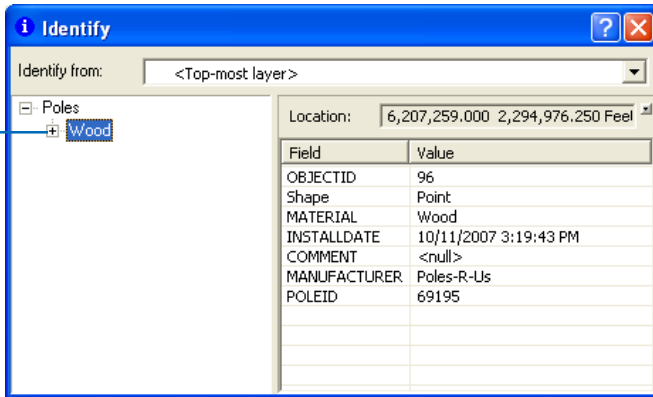 Identify
Identify from: <Top-most layer>
Poles
Wood
Location: 6,207,259.000 2,294,976.250 Feel
Field Value
OBJECTID 96
Shape Point
MATERIAL Wood
INSTALLDATE 10/11/2007 3:19:43 PM
COMMENT <null>
MANUFACTURER Poles-R-Us
POLEID 69195